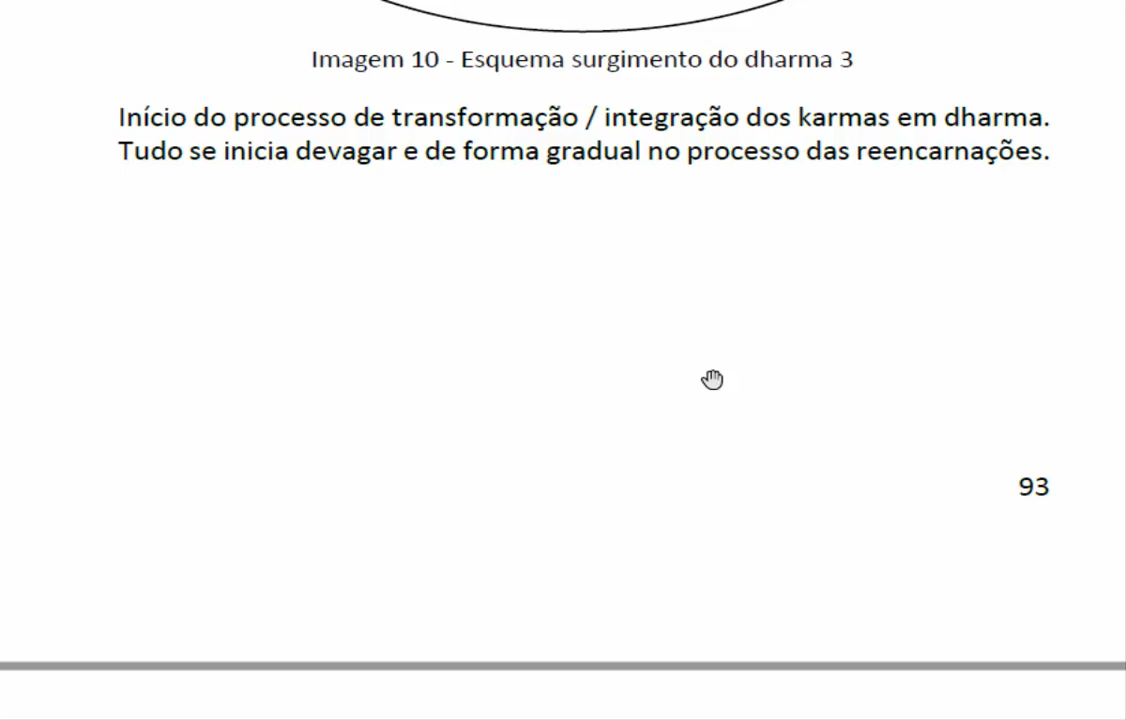 Imagem 10 - Esquema surgimento do dharma 3
Início do processo de transformação / integração dos karmas em dharma.
Tudo se inicia devagar e de forma gradual no processo das reencarnações.
93